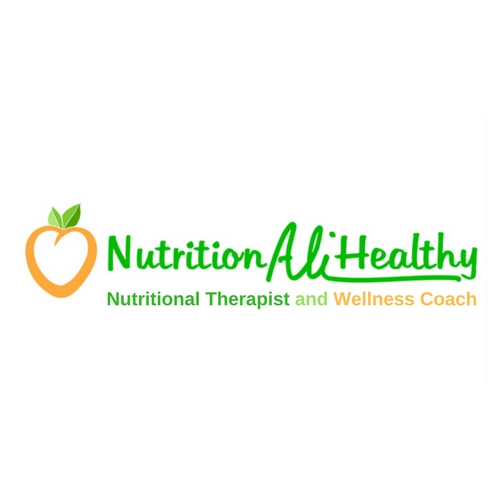 NutritionAliHealthy
Nutritional Therapist and Wellness Coach